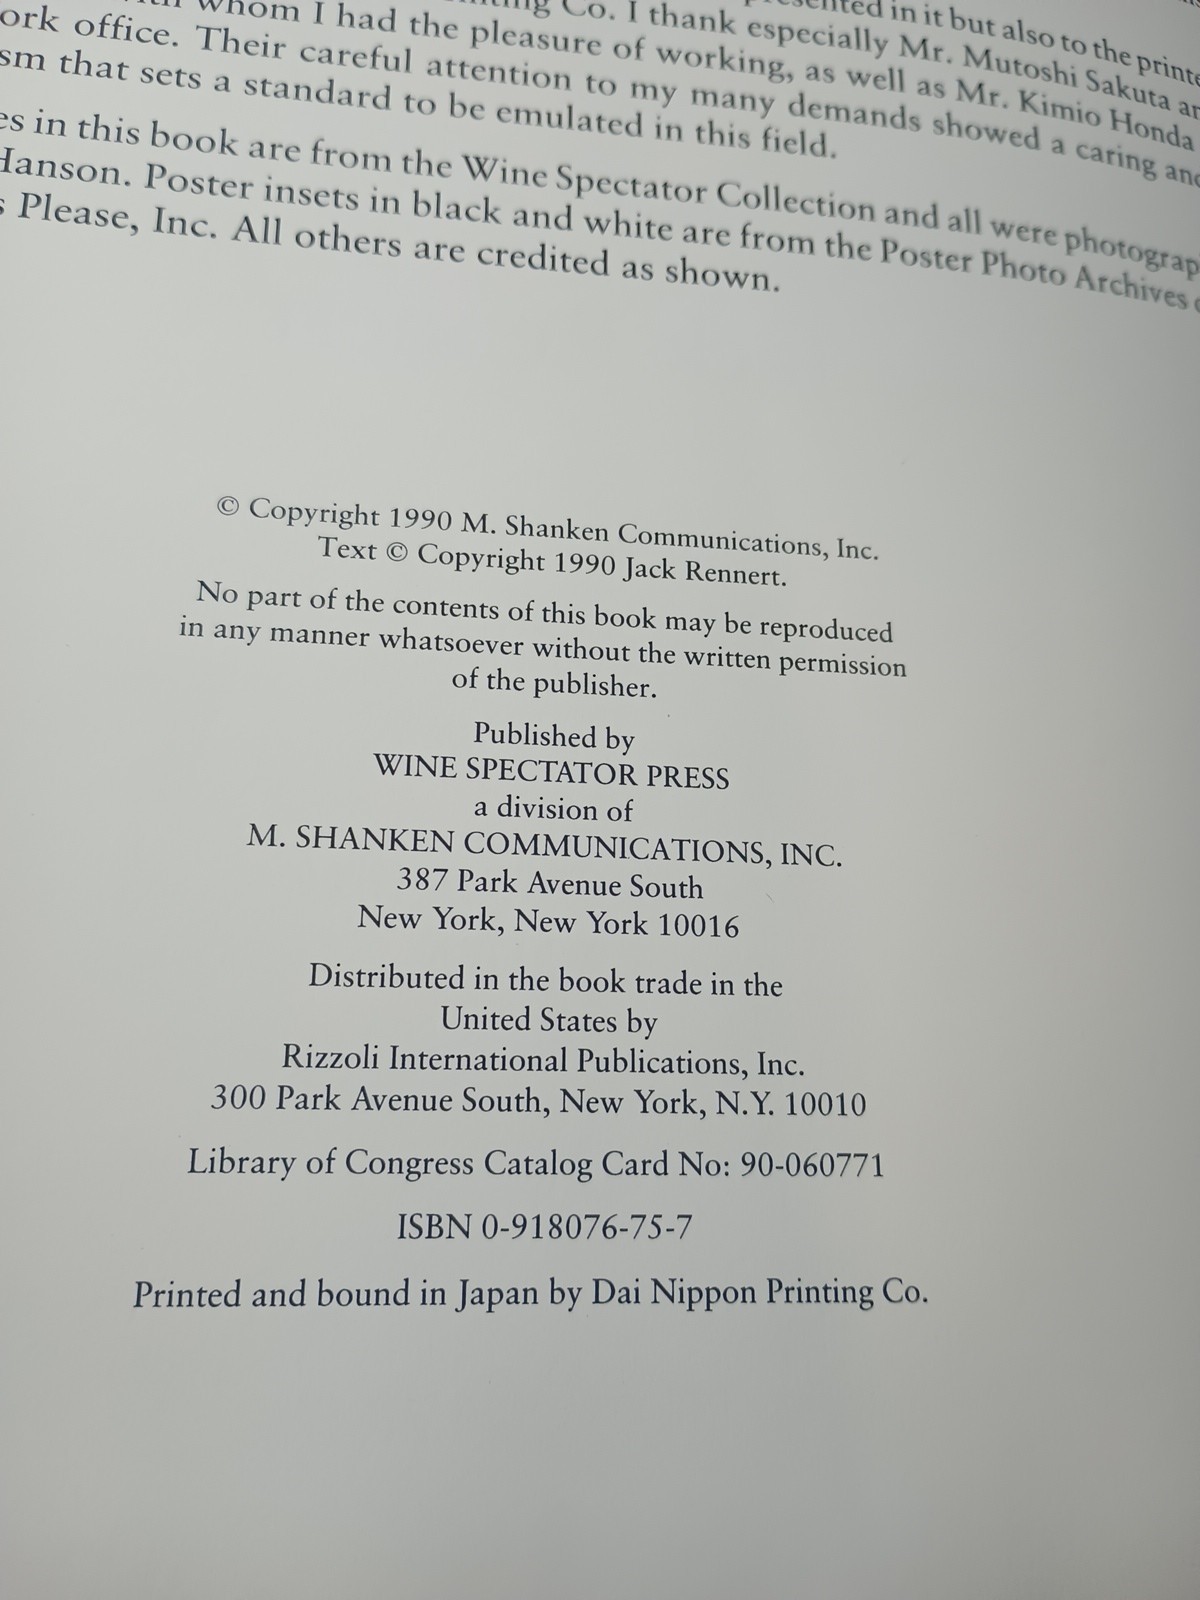 presented in it but also to the
Co. I thank especially Mr. Mutoshi Sakuta
whom I had the pleasure of working, as well as Mr. Kimio Honda
office. Their careful attention to my many demands showed a caring
that sets a standard to be emulated in this field.
in this book are from the Wine Spectator Collection and all were
Hanson. Poster insets in black and white are from the Poster Photo Archives
Please, Inc. All others are credited as shown.
© Copyright 1990 M. Shanken Communications, Inc.
Text © Copyright 1990 Jack Rennert.
No part of the contents of this book may be reproduced
in any manner whatsoever without the written permission
of the publisher.
Published by
WINE SPECTATOR PRESS
a division of
M. SHANKEN COMMUNICATIONS, INC.
387 Park Avenue South
New York, New York 10016
Distributed in the book trade in the
United States by
Rizzoli International Publications, Inc.
300 Park Avenue South, New York, N.Y. 10010
Library of Congress Catalog Card No: 90-060771
ISBN 0-918076-75-7
Printed and bound in Japan by Dai Nippon Printing Co.